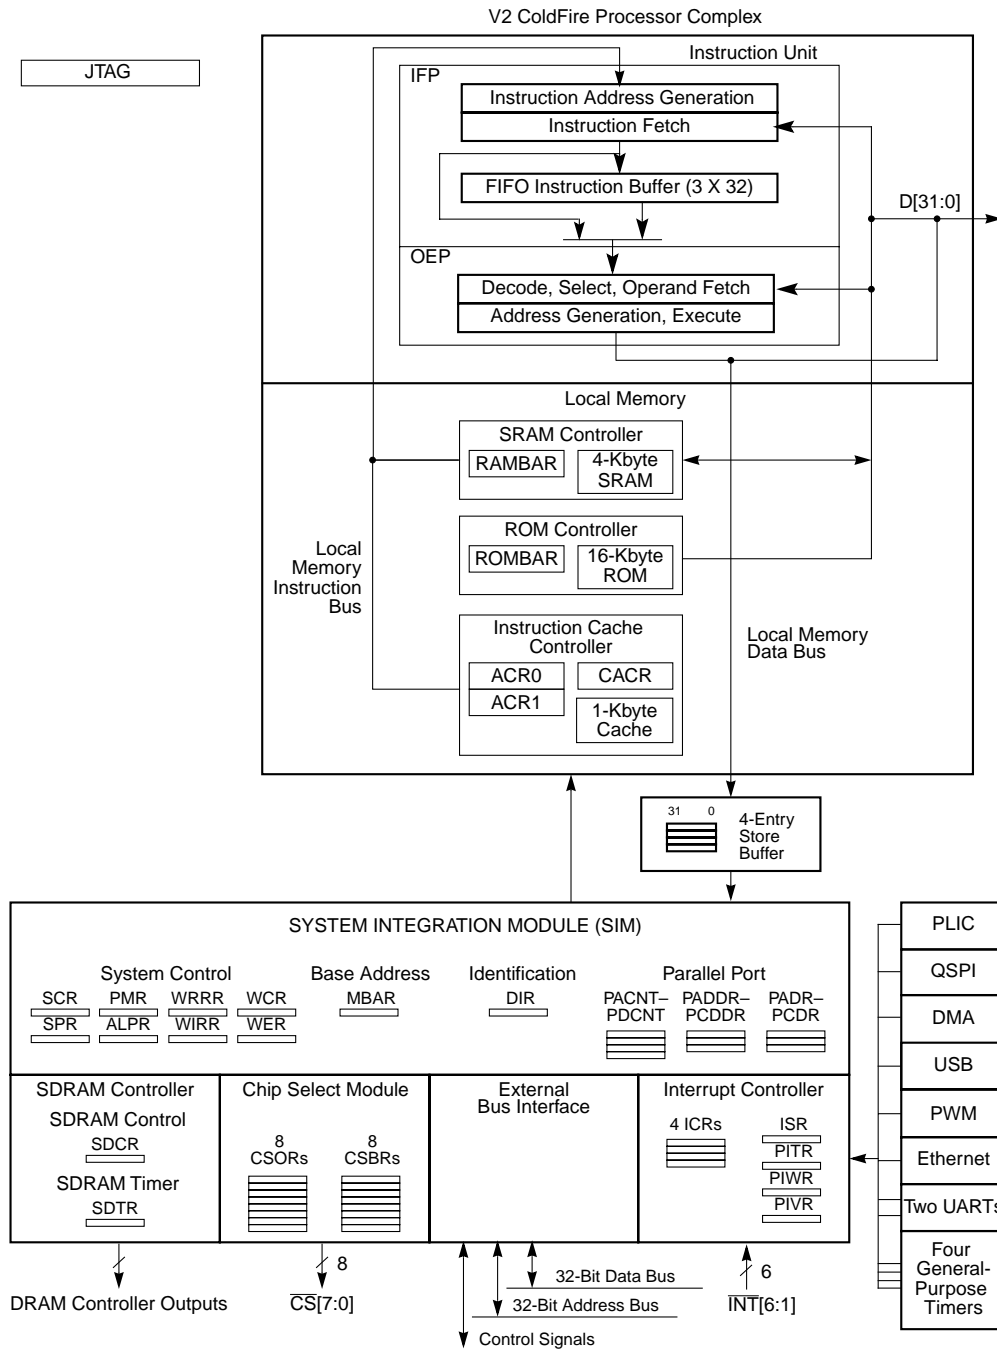 V2 ColdFire Processor Complex
JTAG
Instruction Unit
IFP
Instruction Address Generation
Instruction Fetch
FIFO Instruction Buffer (3 X 32)
D[31:0]
OEP
Decode, Select, Operand Fetch
Address Generation, Execute
Local Memory
SRAM Controller
RAMBAR
4-Kbyte
SRAM
ROM Controller
ROMBAR
16-Kbyte
ROM
Local
Memory
Instruction
Bus
Instruction Cache
Controller
ACR0
CACR
ACR1
1-Kbyte
Cache
Local Memory
Data Bus
31 0
4-Entry
Store
Buffer
SYSTEM INTEGRATION MODULE (SIM)
System Control
SCR PMR WRRR WCR
SPR ALPR WIRR WER
Base Address
MBAR
Identification
DIR
Parallel Port
PACNT–
PDCNT
PADDR–
PCDDR
PADR–
PCDR
SDRAM Controller
SDRAM Control
SDCR
SDRAM Timer
SDTR
Chip Select Module
8
CSORs
8
CSBRs
External
Bus Interface
Interrupt Controller
4 ICRs
ISR
PITR
PIWR
PIVR
PLIC
QSPI
DMA
USB
PWM
Ethernet
Two UARTs
Four
General-
Purpose
Timers
DRAM Controller Outputs
8
CS[7:0]
32-Bit Data Bus
32-Bit Address Bus
Control Signals
6
INT[6:1]